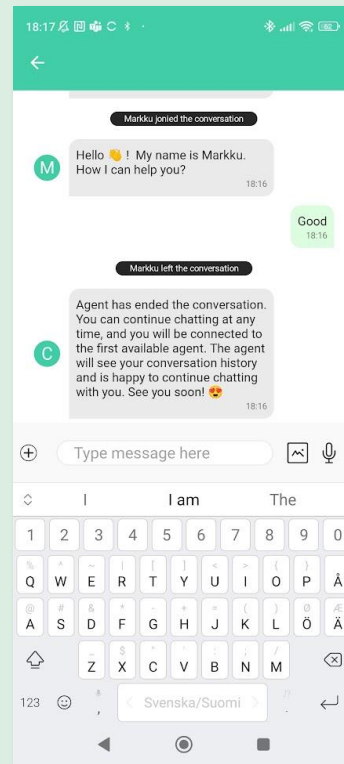 18:17
Markku jonied the conversation
Hello 👋 ! My name is Markku.
How I can help you?
18:16
Good
18:16
Markku left the conversation
Agent has ended the conversation.
You can continue chatting at any
time, and you will be connected to
the first available agent. The agent
will see your conversation history
and is happy to continue chatting
with you. See you soon! 😍
18:16
M
C
Type message here
I I am The
1 2 3 4 5 6 7 8 9 0
Q W E R T Y U I O P Å
A S D F G H J K L Ö Ä
Z X C V B N M
123 , Svenska/Suomi .